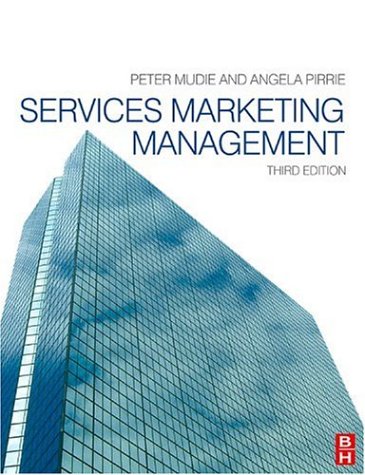 PETER MUDIE AND ANGELA PIRRIE
SERVICES MARKETING
MANAGEMENT
THIRD EDITION
B
H